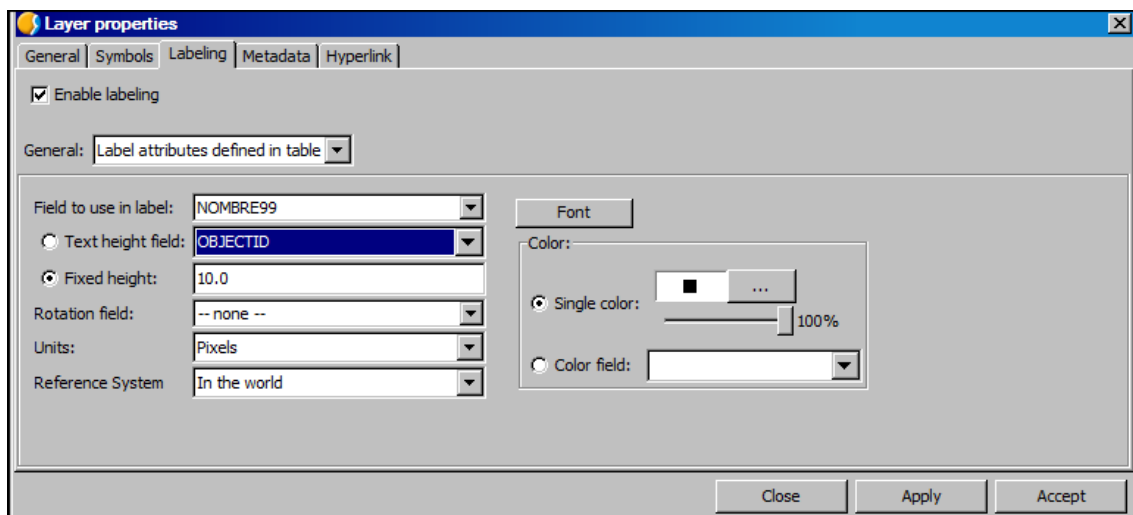 Layer properties
General Symbols Labeling Metadata Hyperlink
Enable labeling
General: Label attributes defined in table
Field to use in label: NOMBRE99
Text height field: OBJECTID
Fixed height: 10.0
Rotation field: -- none --
Units: Pixels
Reference System In the world
Font
Color:
Single color: ...
100%
Color field:
Close Apply Accept